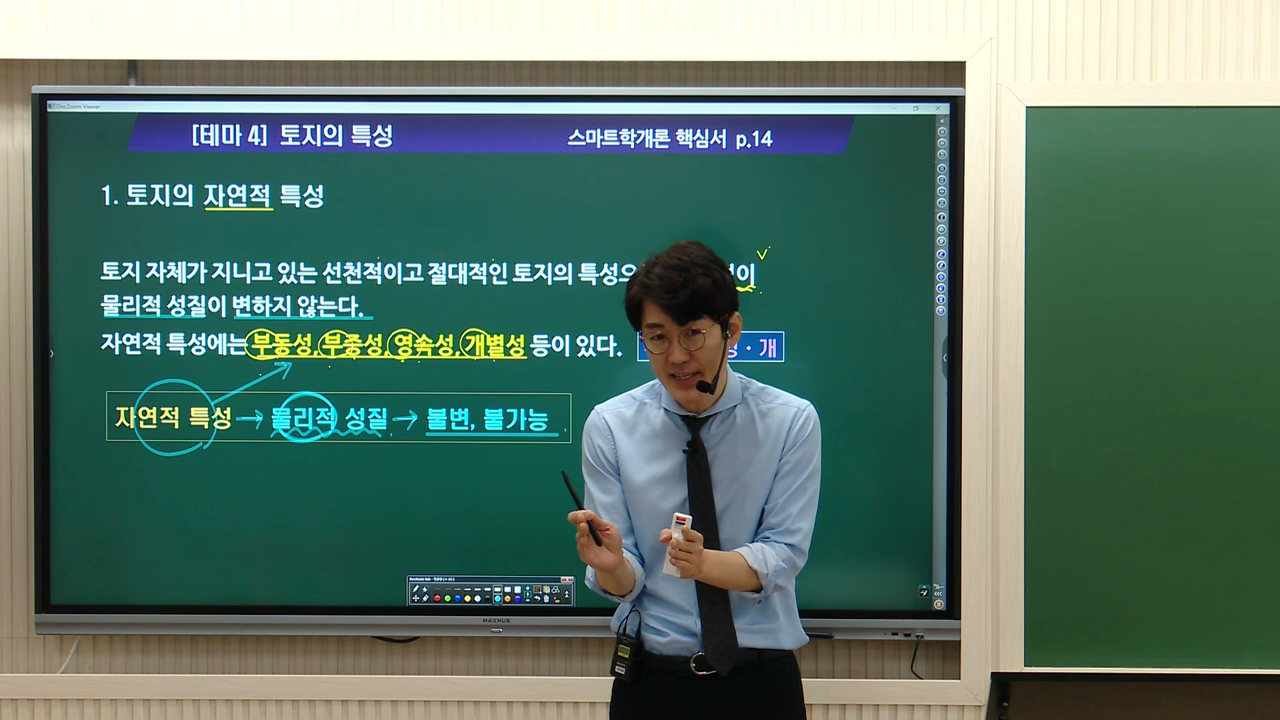 DocZoom Viewer
[테마 4] 토지의 특성 스마트학개론 핵심서 p.14
1. 토지의 자연적 특성
토지 자체가 지니고 있는 선천적이고 절대적인 토지의 특성으 이
물리적 성질이 변하지 않는다.
자연적 특성에는 부동성, 부증성, 영속성, 개별성 등이 있다. · 개
자연적 특성 → 물리적 성질 → 불변, 불가능
MAXHUB